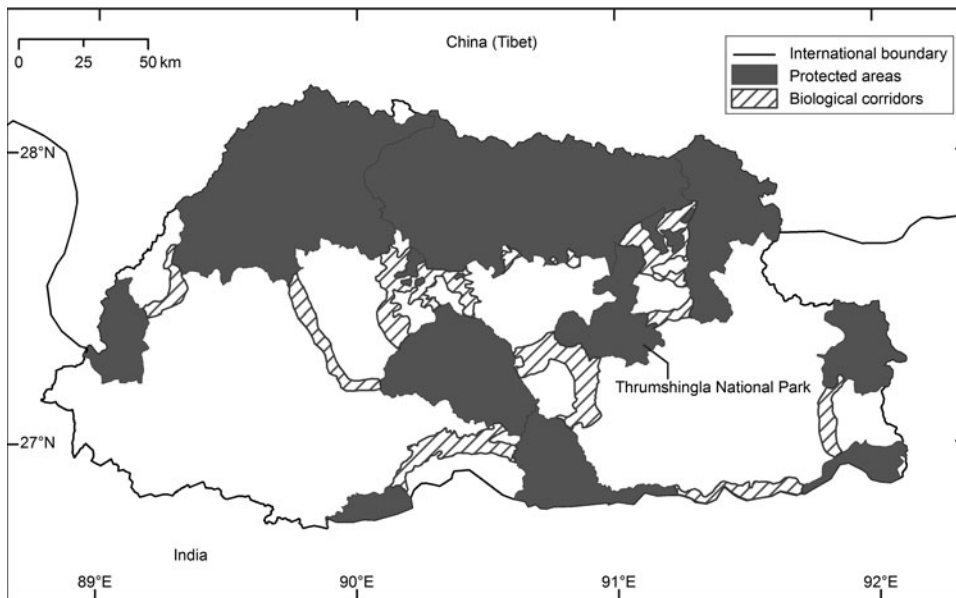 China (Tibet)
0 25 50 km
International boundary
Protected areas
Biological corridors
28°N
Thrumshingla National Park
27°N
India
89°E 90°E 91°E 92°E